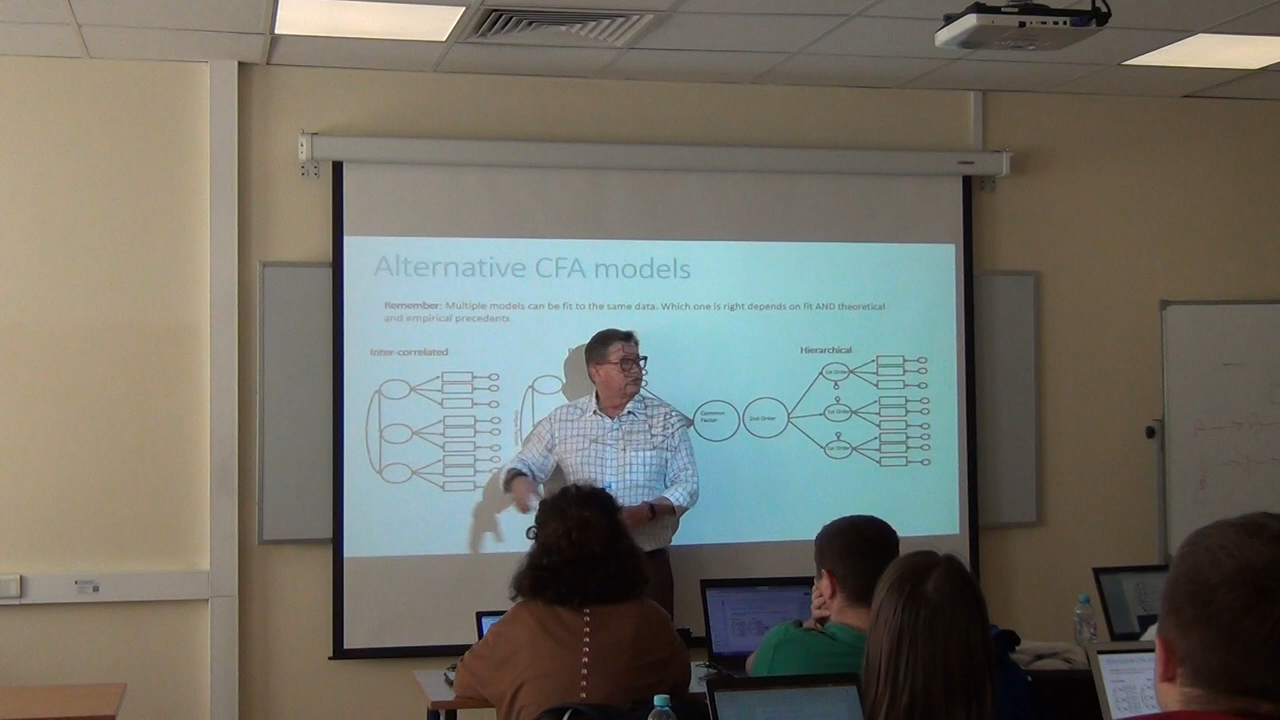 Alternative CFA models
Remember: Multiple models can be fit to the same data. Which one is right depends on fit AND theoretical
and empirical precedents
Inter-correlated
Hierarchical
Common
Factor
2nd Order
1st Order
1st Order
1st Order